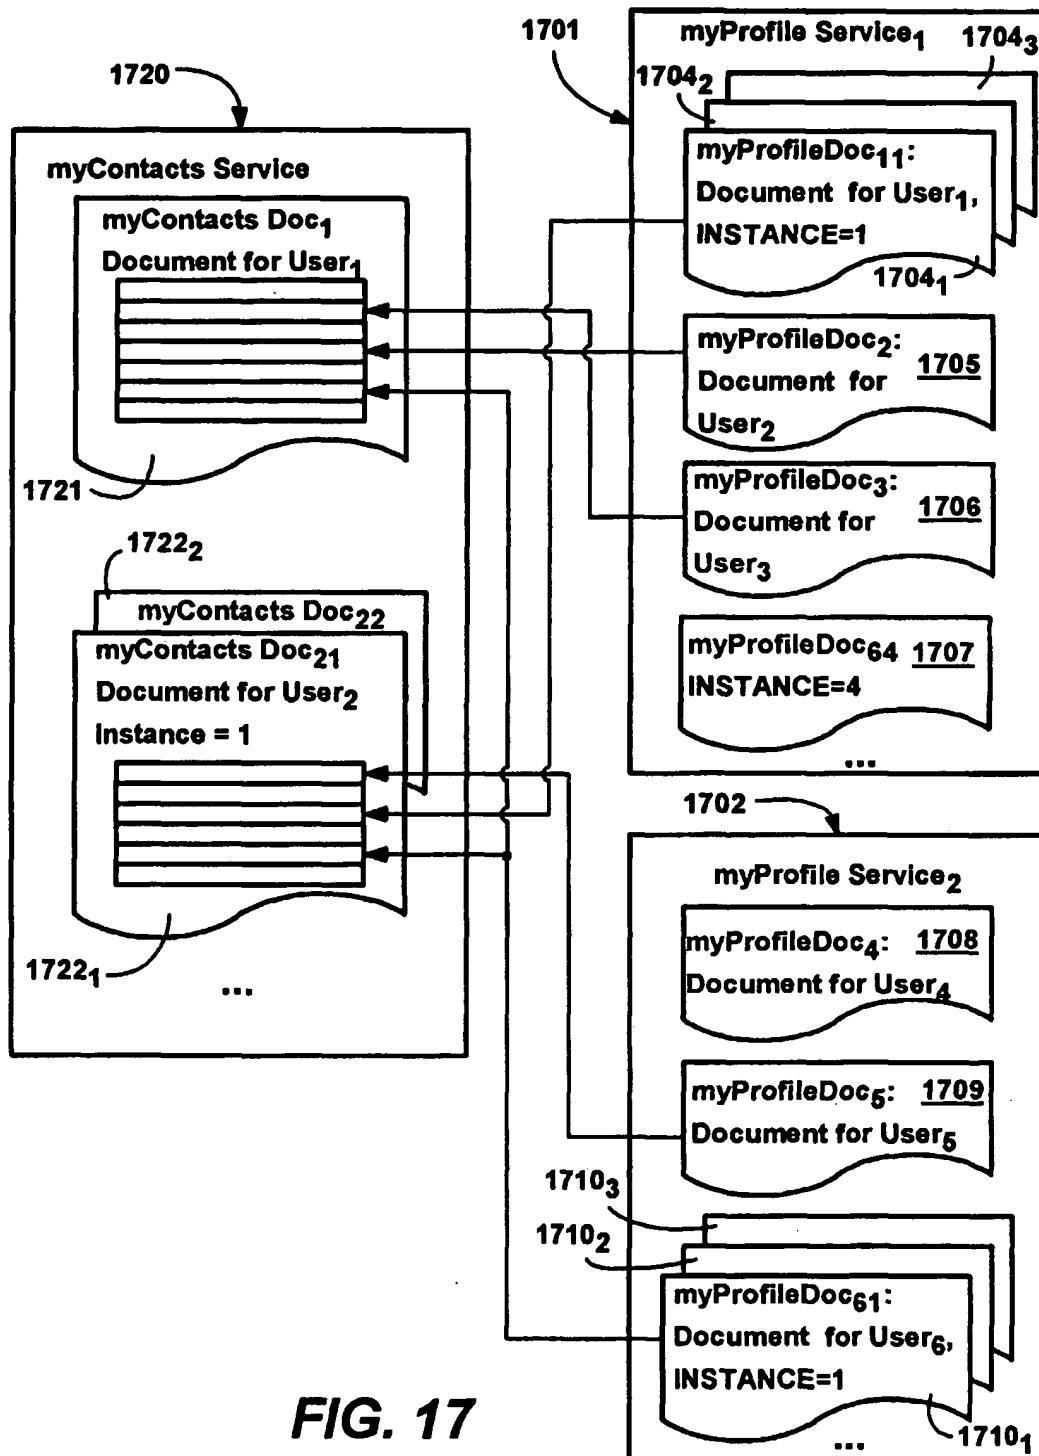 1720
myContacts Service
myContacts Doc₁
Document for User₁
1721
1722₂
myContacts Doc₂₂
myContacts Doc₂₁
Document for User₂
Instance = 1
1722₁
...
1701
myProfile Service₁
1704₃
1704₂
myProfileDoc₁₁:
Document for User₁,
INSTANCE=1
1704₁
myProfileDoc₂:
1705
Document for
User₂
myProfileDoc₃:
1706
Document for
User₃
myProfileDoc₆₄
1707
INSTANCE=4
...
1702
myProfile Service₂
myProfileDoc₄: 1708
Document for User₄
myProfileDoc₅: 1709
Document for User₅
1710₃
1710₂
myProfileDoc₆₁:
Document for User₆,
INSTANCE=1
1710₁
...
FIG. 17